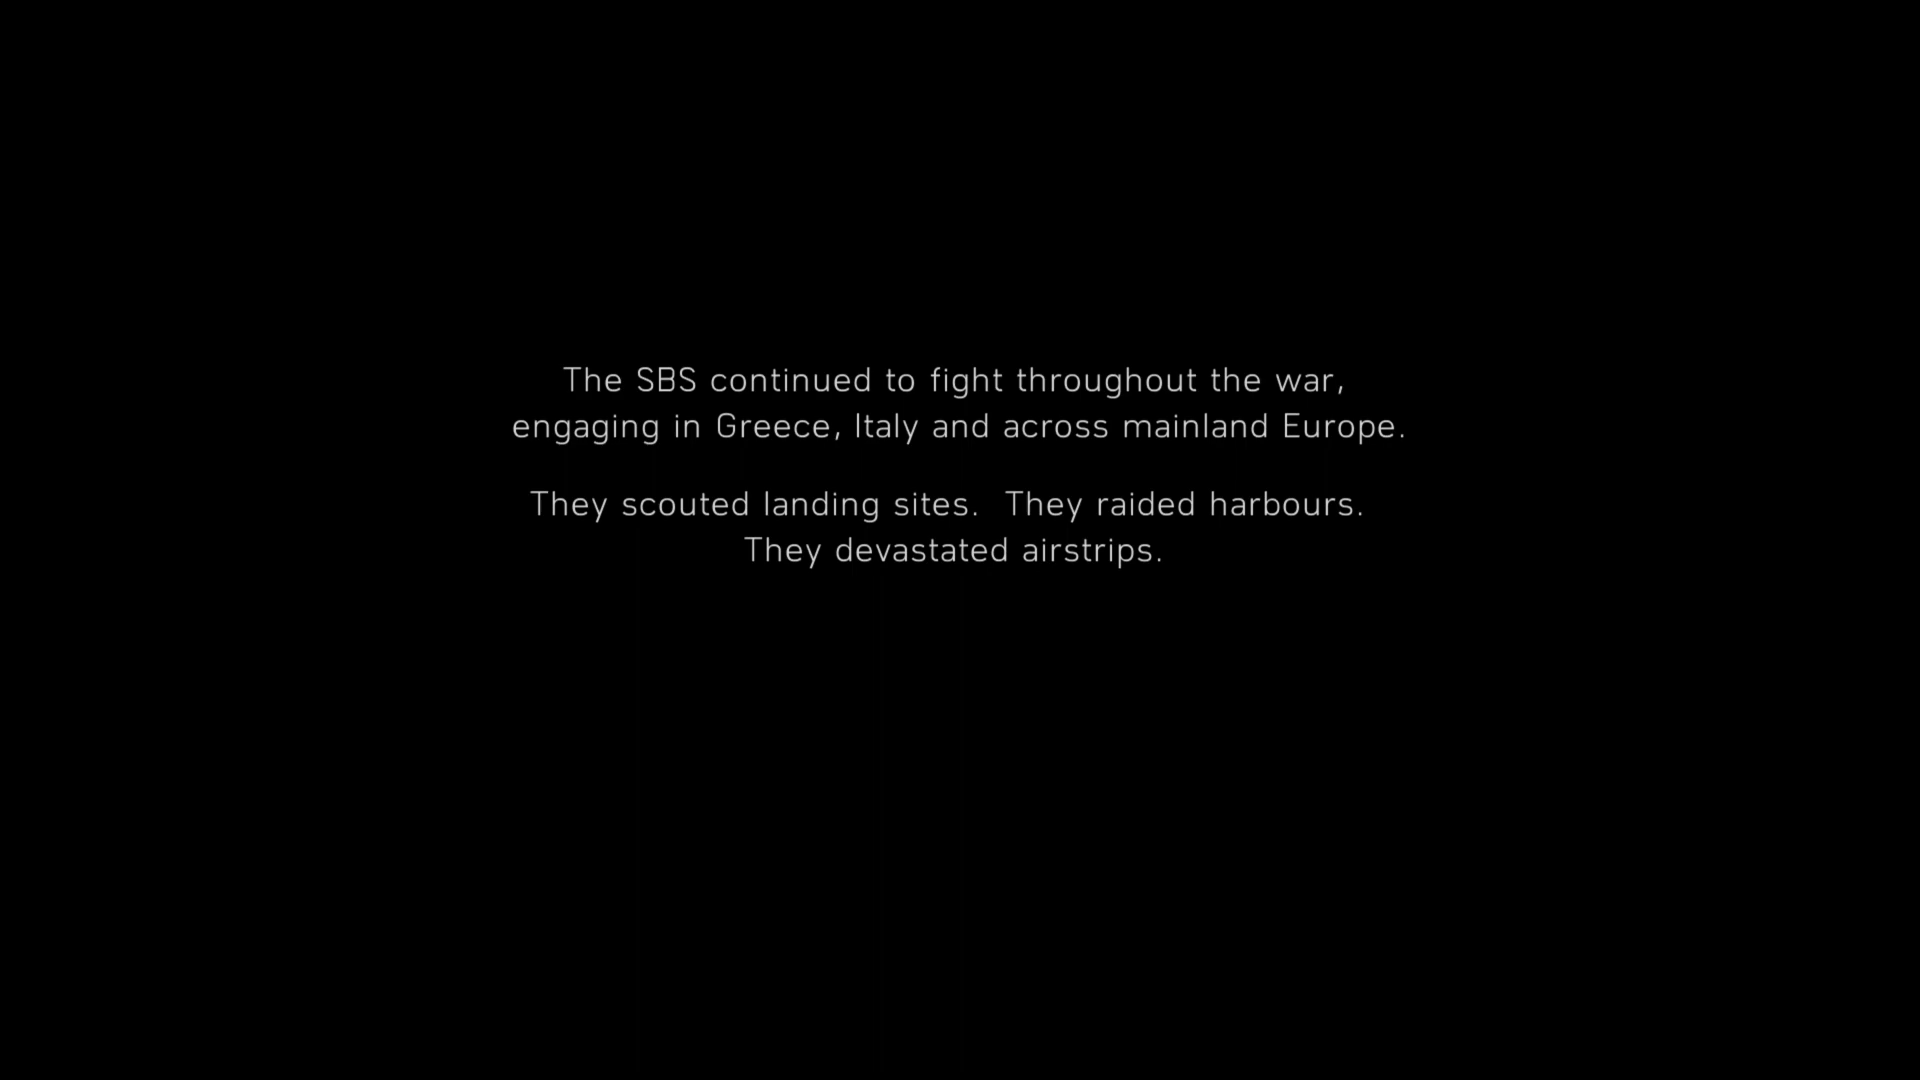 The SBS continued to fight throughout the war,
engaging in Greece, Italy and across mainland Europe.
They scouted landing sites.  They raided harbours.
They devastated airstrips.